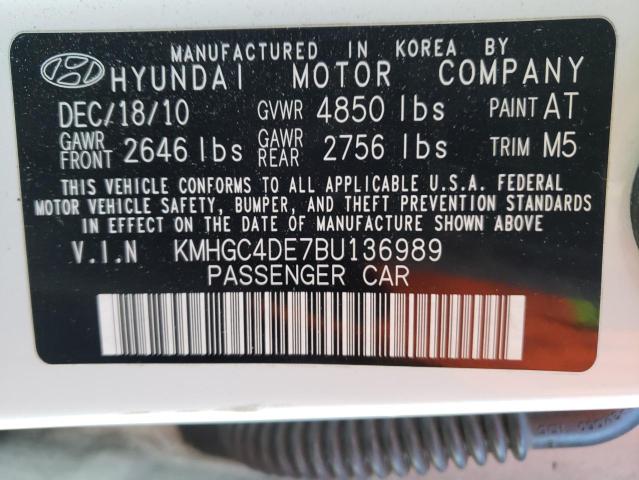 MANUFACTURED IN KOREA BY
HYUNDAI MOTOR COMPANY
DEC/18/10 GVWR 4850 lbs PAINT AT
GAWR FRONT 2646 lbs GAWR REAR 2756 lbs TRIM M5
THIS VEHICLE CONFORMS TO ALL APPLICABLE U.S.A. FEDERAL
MOTOR VEHICLE SAFETY, BUMPER, AND THEFT PREVENTION STANDARDS
IN EFFECT ON THE DATE OF MANUFACTURE SHOWN ABOVE
V.I.N KMHGC4DE7BU136989
PASSENGER CAR